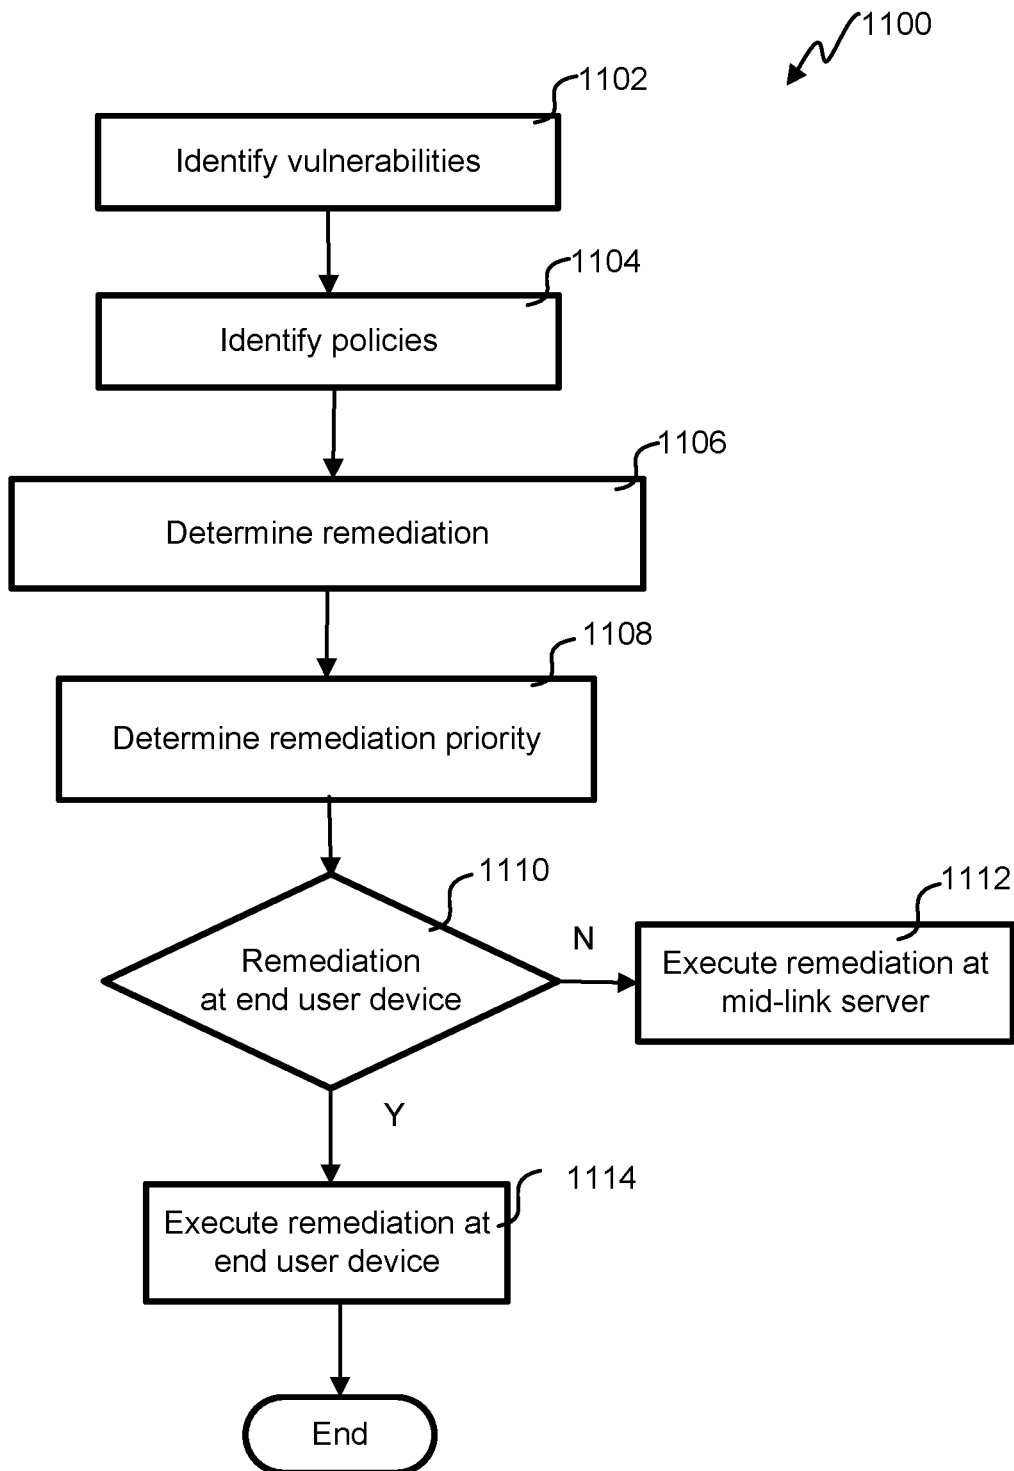 1100
1102
Identify vulnerabilities
1104
Identify policies
1106
Determine remediation
1108
Determine remediation priority
1110
Remediation
at end user device
N
1112
Execute remediation at
mid-link server
Y
1114
Execute remediation at
end user device
End